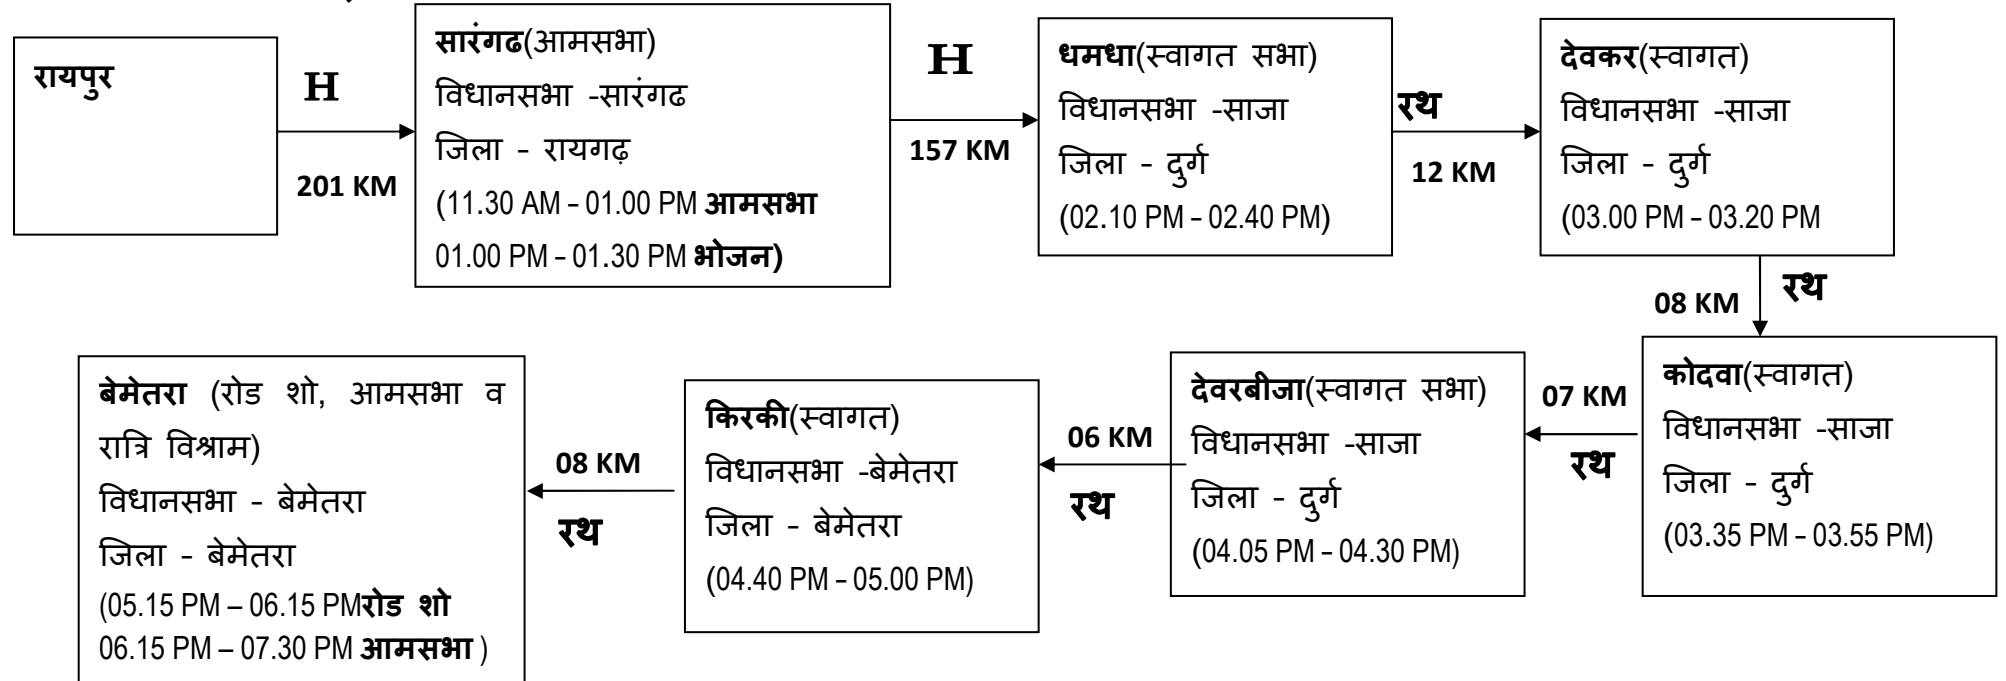 रायपुर
H
201 KM
सारंगढ(आमसभा)
विधानसभा -सारंगढ
जिला - रायगढ़
(11.30 AM – 01.00 PM आमसभा
01.00 PM – 01.30 PM भोजन)
H
157 KM
धमधा(स्वागत सभा)
विधानसभा -साजा
जिला - दुर्ग
(02.10 PM – 02.40 PM)
रथ
12 KM
देवकर(स्वागत)
विधानसभा -साजा
जिला - दुर्ग
(03.00 PM – 03.20 PM
रथ
08 KM
कोदवा(स्वागत)
विधानसभा -साजा
जिला - दुर्ग
(03.35 PM – 03.55 PM)
07 KM
रथ
देवरबीजा(स्वागत सभा)
विधानसभा -साजा
जिला - दुर्ग
(04.05 PM – 04.30 PM)
06 KM
रथ
किरकी(स्वागत)
विधानसभा -बेमेतरा
जिला - बेमेतरा
(04.40 PM – 05.00 PM)
08 KM
रथ
बेमेतरा (रोड शो, आमसभा व
रात्रि विश्राम)
विधानसभा - बेमेतरा
जिला - बेमेतरा
(05.15 PM – 06.15 PMरोड शो
06.15 PM – 07.30 PM आमसभा )